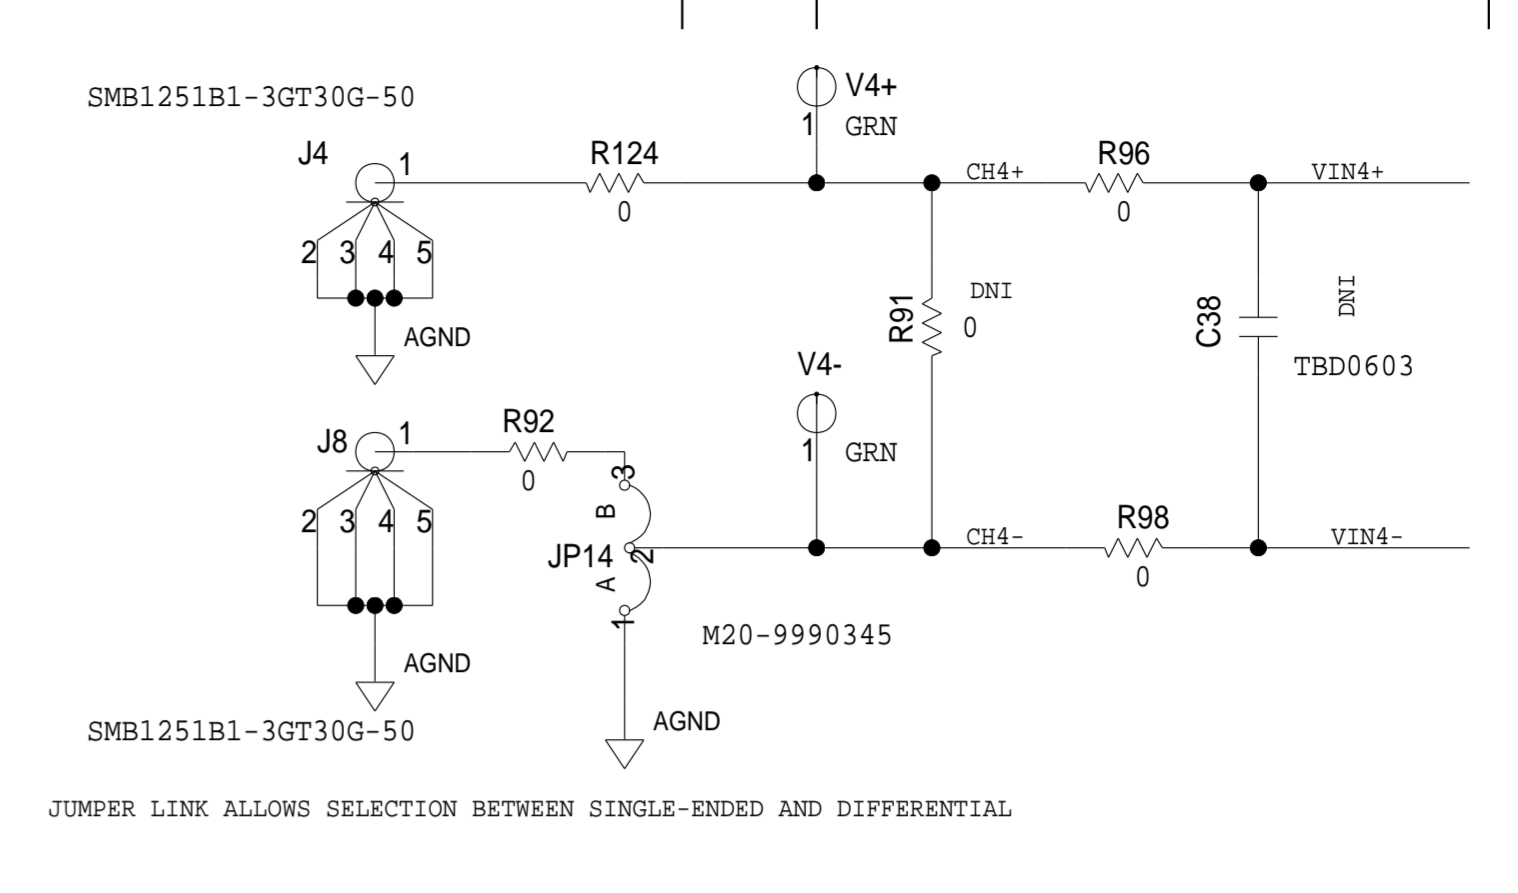 SMB1251B1-3GT30G-50
V4+
1
GRN
J4
1
R124
0
CH4+
R96
0
VIN4+
2 3 4 5
AGND
R91
DNI
0
C38
DNI
TBD0603
V4-
1
GRN
J8
1
R92
0
3
B
JP14
2
A
1
2 3 4 5
CH4-
R98
0
VIN4-
M20-9990345
AGND
AGND
SMB1251B1-3GT30G-50
JUMPER LINK ALLOWS SELECTION BETWEEN SINGLE-ENDED AND DIFFERENTIAL